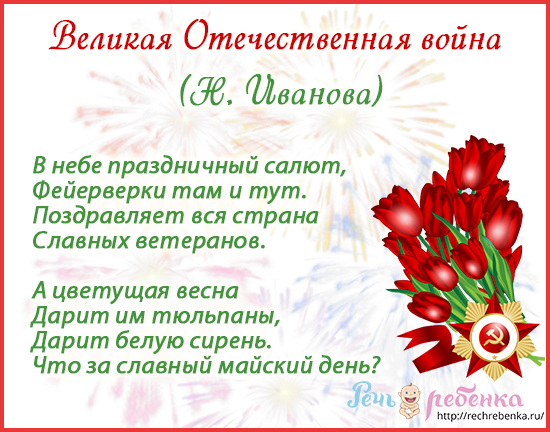 Великая Отечественная война
(Н. Иванова)
В небе праздничный салют,
Фейерверки там и тут.
Поздравляет вся страна
Славных ветеранов.
А цветущая весна
Дарит им тюльпаны,
Дарит белую сирень.
Что за славный майский день?
Речь ребенка
http://rechrebenka.ru/